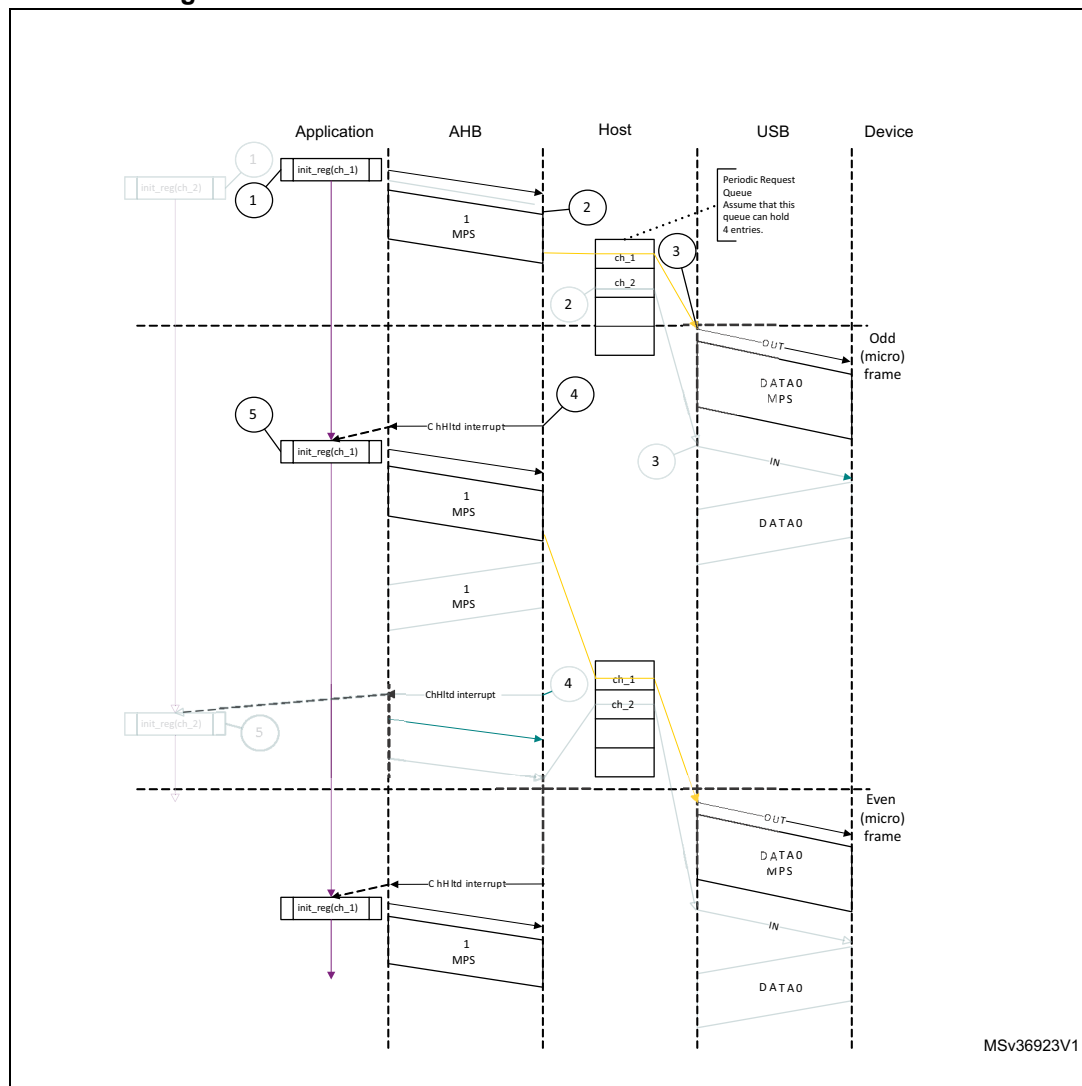 Application AHB Host USB Device
1
init_reg(ch_2)
init_reg(ch_1)
1
Periodic Request
Queue
Assume that this
queue can hold
4 entries.
2
1
MPS
3
ch_1
ch_2
2
OUT
Odd
(micro)
frame
DATA0
MPS
5
4
ChHltd interrupt
init_reg(ch_1)
3
IN
1
MPS
DATA0
1
MPS
ChHltd interrupt
4
ch_1
ch_2
init_reg(ch_2)
5
Even
(micro)
frame
OUT
DATA0
MPS
ChHltd interrupt
init_reg(ch_1)
IN
1
MPS
DATA0
MSv36923V1